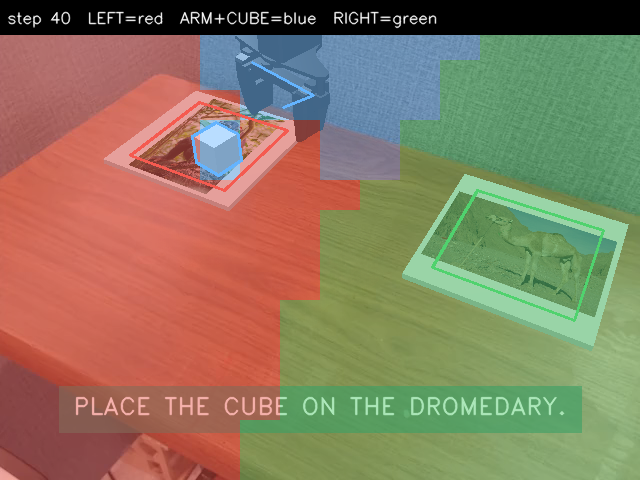 step 40 LEFT=red ARM+CUBE=blue RIGHT=green
PLACE THE CUBE ON THE DROMEDARY.